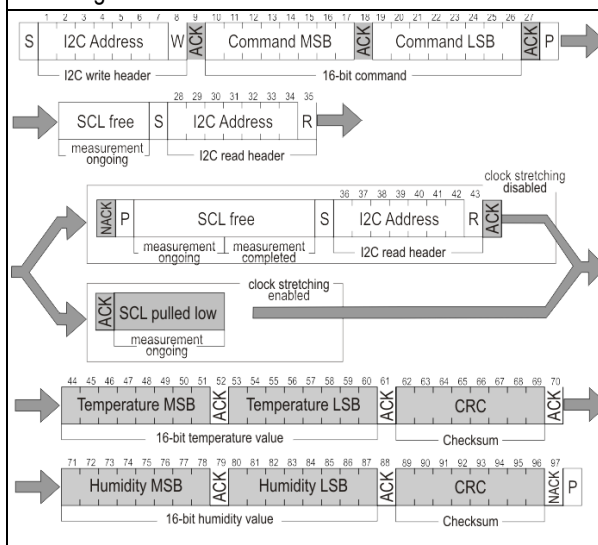 1 2 3 4 5 6 7 8 9 10 11 12 13 14 15 16 17 18 19 20 21 22 23 24 25 26 27
S I2C Address W ACK Command MSB ACK Command LSB ACK P
I2C write header 16-bit command
28 29 30 31 32 33 34 35
SCL free S I2C Address R
measurement ongoing I2C read header
clock stretching disabled
36 37 38 39 40 41 42 43
NACK P SCL free S I2C Address R ACK
measurement ongoing measurement completed I2C read header
clock stretching enabled
ACK SCL pulled low
measurement ongoing
44 45 46 47 48 49 50 51 52 53 54 55 56 57 58 59 60 61 62 63 64 65 66 67 68 69 70
Temperature MSB ACK Temperature LSB ACK CRC ACK
16-bit temperature value Checksum
71 72 73 74 75 76 77 78 79 80 81 82 83 84 85 86 87 88 89 90 91 92 93 94 95 96 97
Humidity MSB ACK Humidity LSB ACK CRC NACK P
16-bit humidity value Checksum